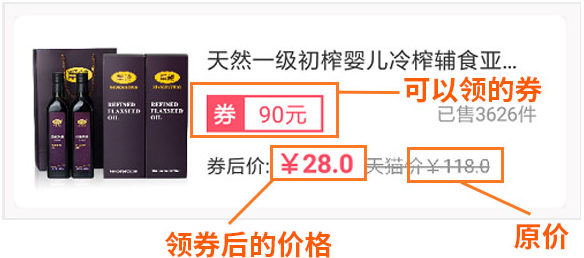 天然一级初榨婴儿冷榨辅食亚...
可以领的券
券 90元
已售3626件
REFINED
FLAXSEED
OIL
REFINED
FLAXSEED
OIL
券后价: ¥28.0 天猫价¥118.0
领券后的价格
原价